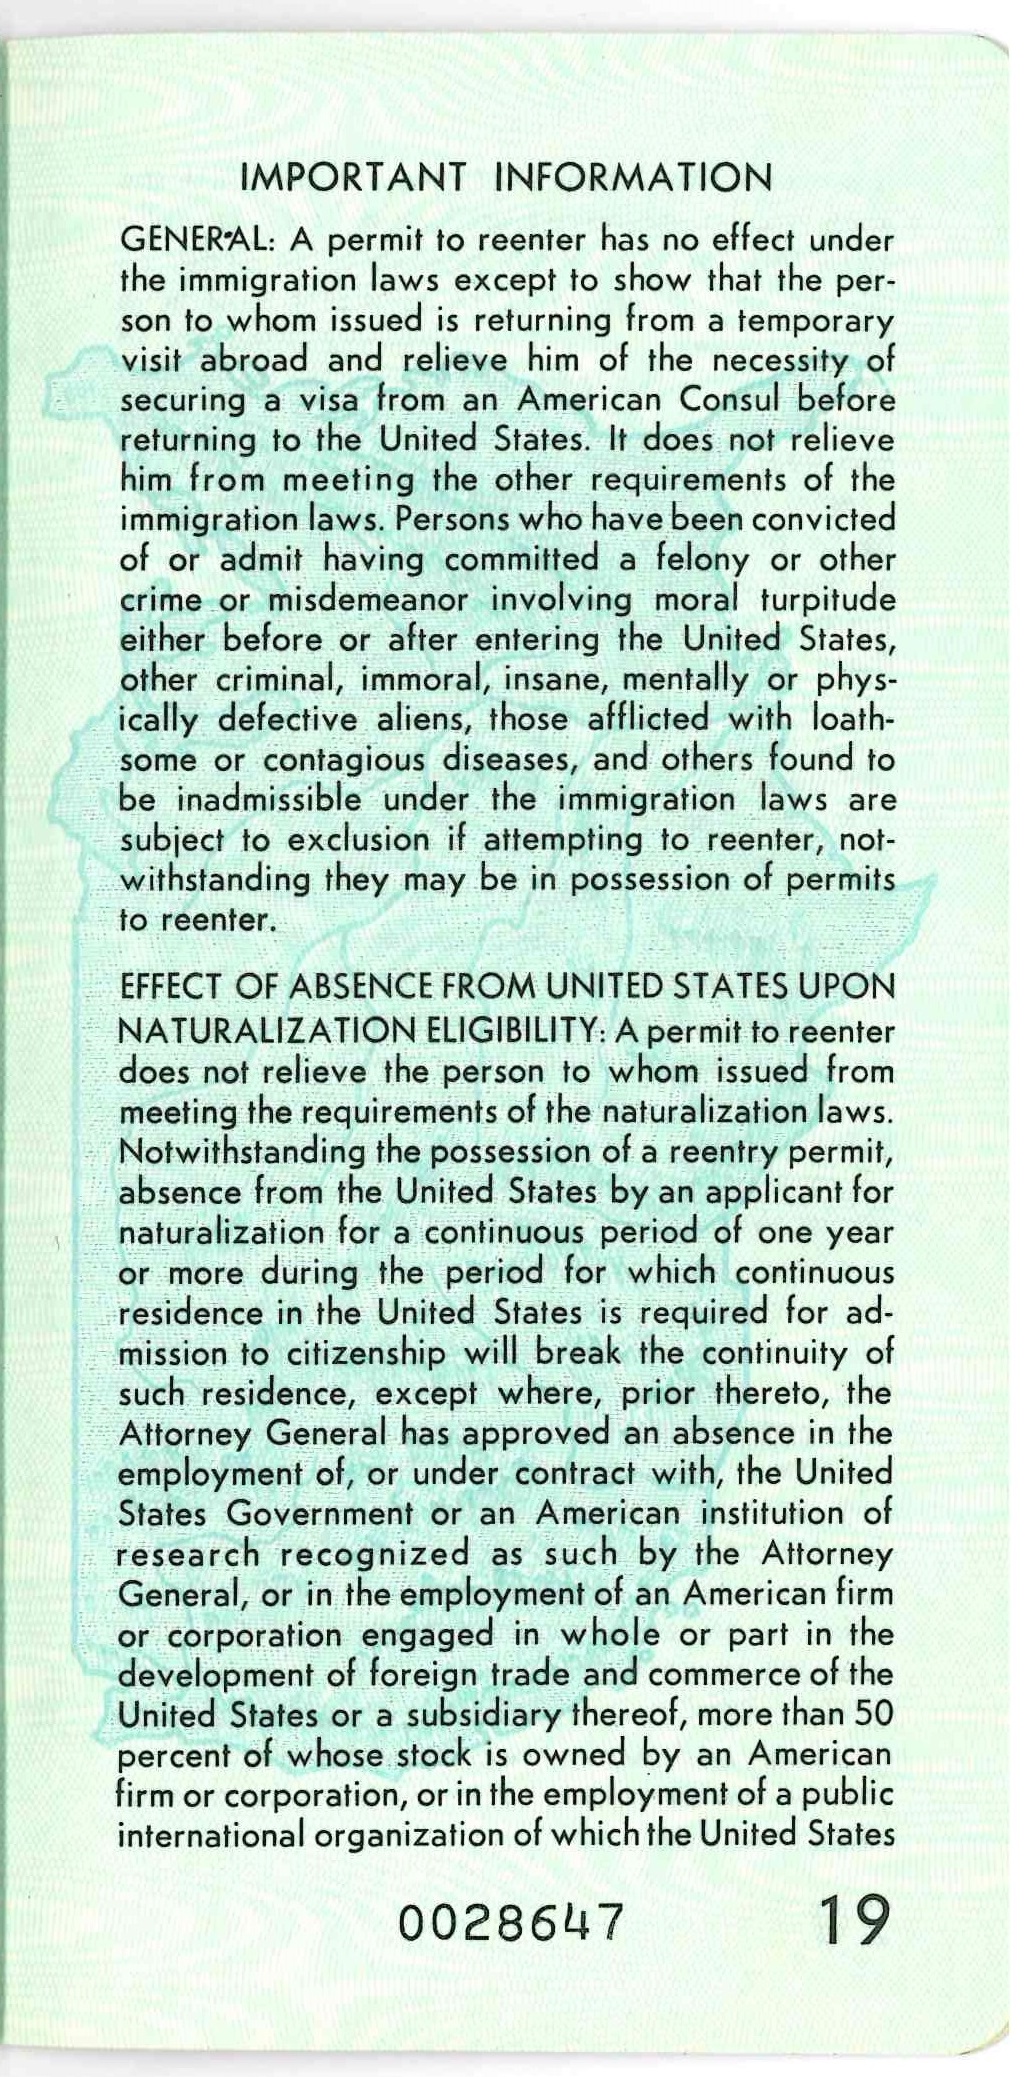 IMPORTANT INFORMATION
GENERAL: A permit to reenter has no effect under
the immigration laws except to show that the per-
son to whom issued is returning from a temporary
visit abroad and relieve him of the necessity of
securing a visa from an American Consul before
returning to the United States. It does not relieve
him from meeting the other requirements of the
immigration laws. Persons who have been convicted
of or admit having committed a felony or other
crime or misdemeanor involving moral turpitude
either before or after entering the United States,
other criminal, immoral, insane, mentally or phys-
ically defective aliens, those afflicted with loath-
some or contagious diseases, and others found to
be inadmissible under the immigration laws are
subject to exclusion if attempting to reenter, not-
withstanding they may be in possession of permits
to reenter.
EFFECT OF ABSENCE FROM UNITED STATES UPON
NATURALIZATION ELIGIBILITY: A permit to reenter
does not relieve the person to whom issued from
meeting the requirements of the naturalization laws.
Notwithstanding the possession of a reentry permit,
absence from the United States by an applicant for
naturalization for a continuous period of one year
or more during the period for which continuous
residence in the United States is required for ad-
mission to citizenship will break the continuity of
such residence, except where, prior thereto, the
Attorney General has approved an absence in the
employment of, or under contract with, the United
States Government or an American institution of
research recognized as such by the Attorney
General, or in the employment of an American firm
or corporation engaged in whole or part in the
development of foreign trade and commerce of the
United States or a subsidiary thereof, more than 50
percent of whose stock is owned by an American
firm or corporation, or in the employment of a public
international organization of which the United States
0028647 19